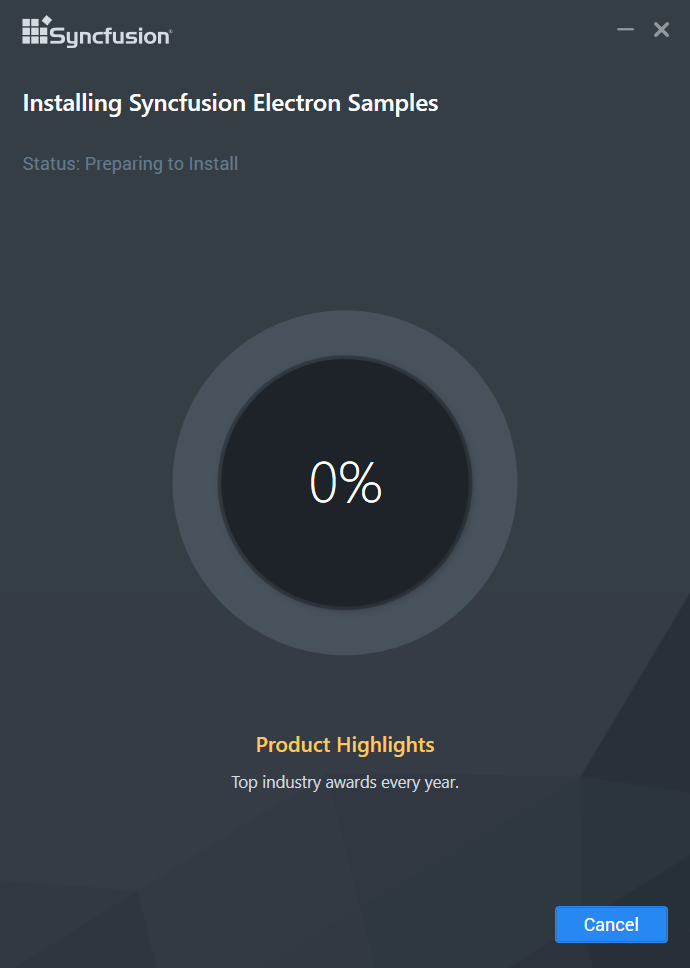 Syncfusion®
Installing Syncfusion Electron Samples
Status: Preparing to Install
0%
Product Highlights
Top industry awards every year.
Cancel